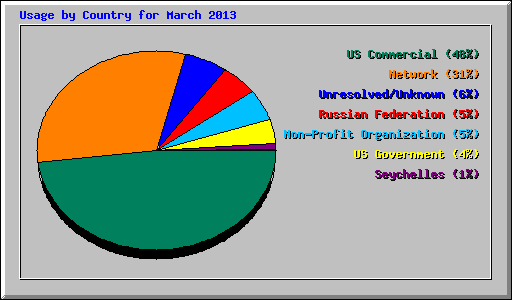 Usage by Country for March 2013
US Commercial (48%)
Network (31%)
Unresolved/Unknown (6%)
Russian Federation (5%)
Non-Profit Organization (5%)
US Government (4%)
Seychelles (1%)